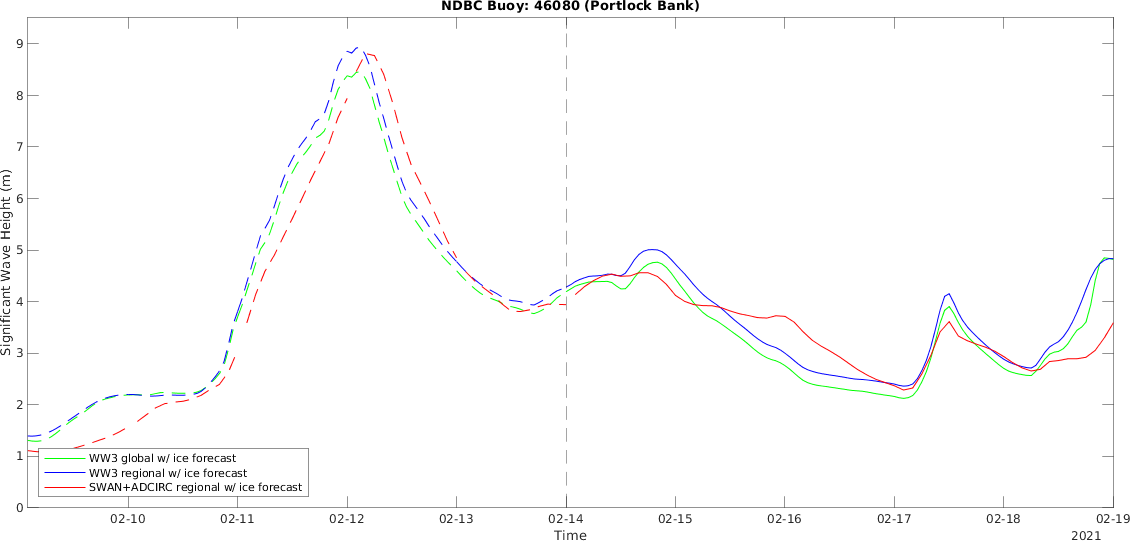 NDBC Buoy: 46080 (Portlock Bank)
Significant Wave Height (m)
9
8
7
6
5
4
3
2
1
0
WW3 global w/ ice forecast
WW3 regional w/ ice forecast
SWAN+ADCIRC regional w/ ice forecast
02-10 02-11 02-12 02-13 02-14 02-15 02-16 02-17 02-18 02-19
Time
2021